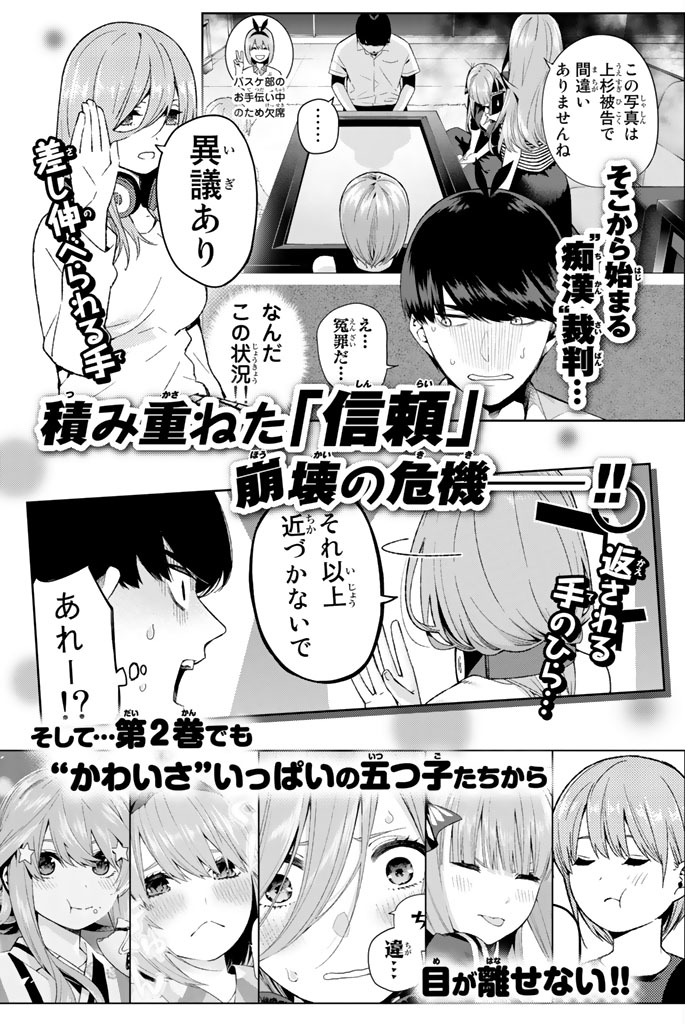 この写真は
上杉被告で
間違い
ありませんね
バスケ部の
お手伝い中
のため欠席
そこから始まる
”痴漢”裁判…
異議あり
差し伸べられる手
え…
冤罪だ…
なんだ
この状況!!
積み重ねた「信頼」
崩壊の危機――!!
返される
手のひら…
それ以上
近づかないで
あれー!?
そして…第2巻でも
“かわいさ”いっぱいの五つ子たちから
違…
目が離せない!!